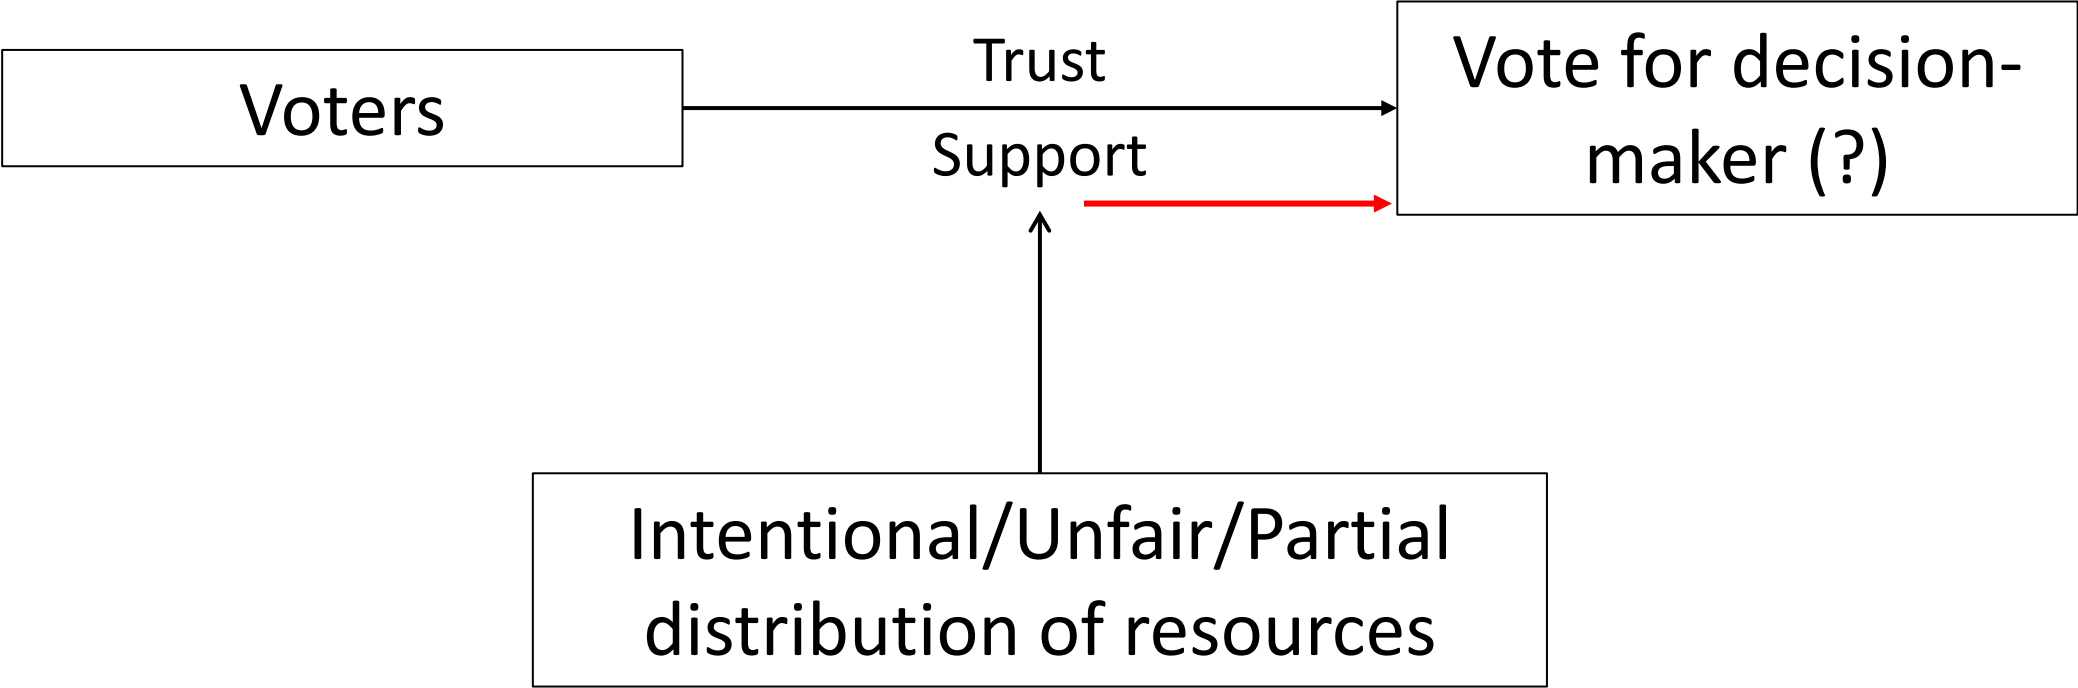 Voters
Trust
Support
Vote for decision-
maker (?)
Intentional/Unfair/Partial
distribution of resources